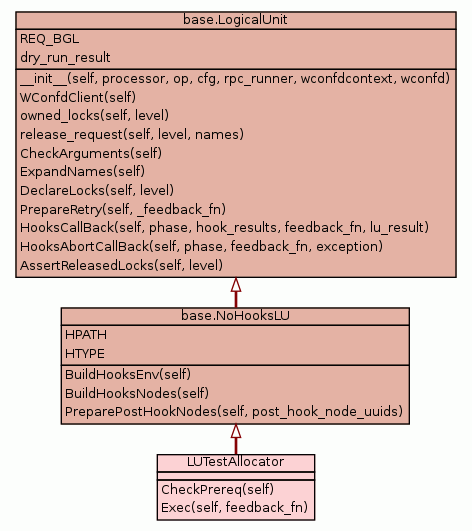 base.LogicalUnit
REQ_BGL
dry_run_result
__init__(self, processor, op, cfg, rpc_runner, wconfdcontext, wconfd)
WConfdClient(self)
owned_locks(self, level)
release_request(self, level, names)
CheckArguments(self)
ExpandNames(self)
DeclareLocks(self, level)
PrepareRetry(self, _feedback_fn)
HooksCallBack(self, phase, hook_results, feedback_fn, lu_result)
HooksAbortCallBack(self, phase, feedback_fn, exception)
AssertReleasedLocks(self, level)
base.NoHooksLU
HPATH
HTYPE
BuildHooksEnv(self)
BuildHooksNodes(self)
PreparePostHookNodes(self, post_hook_node_uuids)
LUTestAllocator
CheckPrereq(self)
Exec(self, feedback_fn)